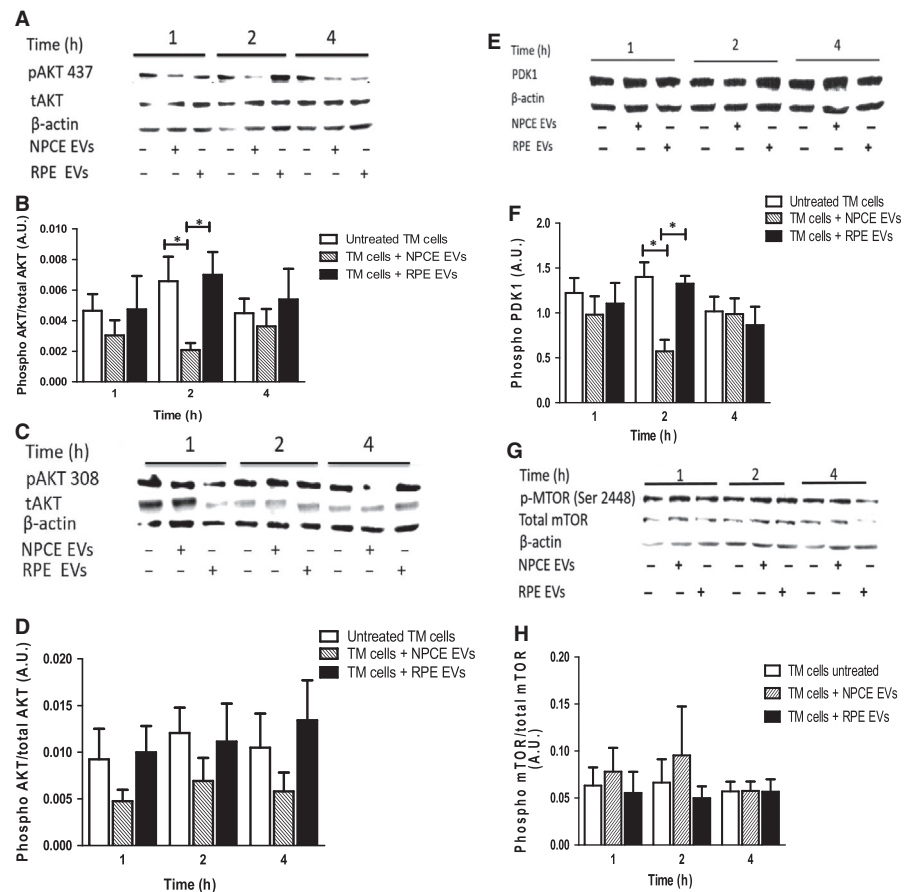 A
Time (h) 1 2 4
pAKT 437
tAKT
β-actin
NPCE EVs – + – – + – – + –
RPE EVs – – + – – + – – +
B
Phospho AKT/total AKT (A.U.)
0.010
0.008
0.006
0.004
0.002
0.000
* *
1 2 4
Time (h)
Untreated TM cells
TM cells + NPCE EVs
TM cells + RPE EVs
C
Time (h) 1 2 4
pAKT 308
tAKT
β-actin
NPCE EVs – + – – + – – + –
RPE EVs – – + – – + – – +
D
Phospho AKT/total AKT (A.U.)
0.020
0.015
0.010
0.005
0.000
1 2 4
Time (h)
Untreated TM cells
TM cells + NPCE EVs
TM cells + RPE EVs
E
Time (h) 1 2 4
PDK1
β-actin
NPCE EVs – + – – + – – + –
RPE EVs – – + – – + – – +
F
Phospho PDK1 (A.U.)
2.0
1.5
1.0
0.5
0.0
* *
1 2 4
Time (h)
Untreated TM cells
TM cells + NPCE EVs
TM cells + RPE EVs
G
Time (h) 1 2 4
p-MTOR (Ser 2448)
Total mTOR
β-actin
NPCE EVs – + – – + – – + –
RPE EVs – – + – – + – – +
H
Phospho mTOR/total mTOR
(A.U.)
0.20
0.15
0.10
0.05
0.00
1 2 4
Time (h)
TM cells untreated
TM cells + NPCE EVs
TM cells + RPE EVs